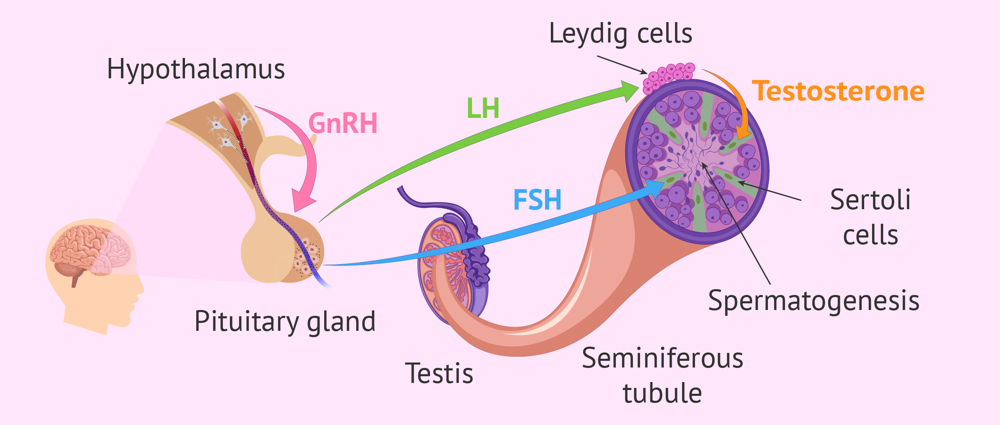 Leydig cells
Hypothalamus
Testosterone
LH
GnRH
FSH
Sertoli
cells
Spermatogenesis
Pituitary gland
Seminiferous
tubule
Testis